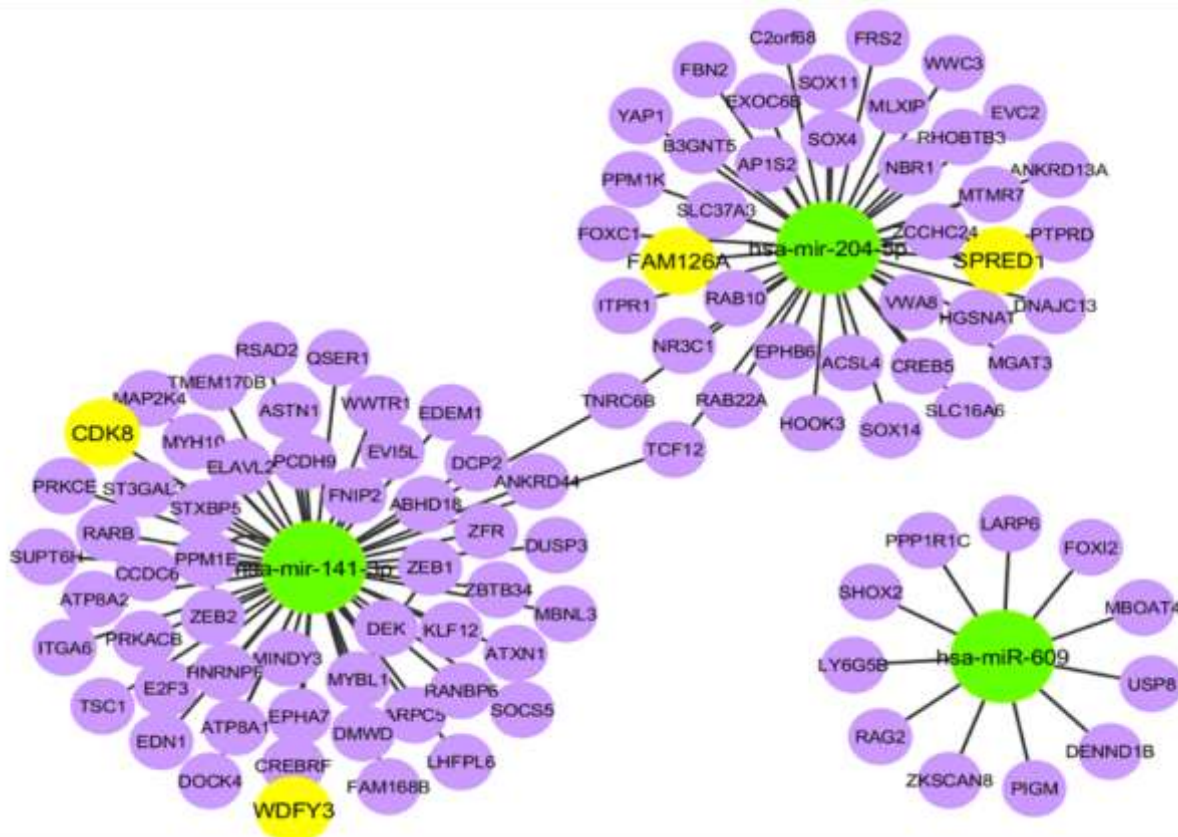 C2orf68
FRS2
FBN2
SOX11
WWC3
EXOC6B
MLXIP
YAP1
EVC2
B3GNT5
SOX4
RHOBTB3
AP1S2
NBR1
ANKRD13A
PPM1K
SLC37A3
MTMR7
FOXC1
ZCCHC24
PTPRD
hsa-mir-204-5p
FAM126A
SPRED1
ITPR1
RAB10
VWA8
DNAJC13
HGSNAT
NR3C1
EPHB6
ACSL4
CREB5
MGAT3
TNRC6B
RAB22A
HOOK3
SOX14
SLC16A6
TCF12
RSAD2
QSER1
TMEM170B
MAP2K4
ASTN1
WWTR1
EDEM1
CDK8
MYH10
EVI5L
ELAVL2
PCDH9
DCP2
ANKRD44
PRKCE
ST3GAL
STXBP5
FNIP2
ABHD18
RARB
ZFR
DUSP3
SUPT6H
CCDC6
PPM1E
hsa-mir-141-3p
ZEB1
ATP8A2
ZBTB34
MBNL3
ZEB2
DEK
KLF12
ITGA6
PRKACB
ATXN1
HNRNPF
MINDY3
MYBL1
RANBP6
TSC1
E2F3
SOCS5
EDN1
ATP8A1
EPHA7
DMWD
ARPC5
LHFPL6
DOCK4
CREBRF
FAM168B
WDFY3
LARP6
PPP1R1C
FOXI2
SHOX2
MBOAT4
LY6G5B
hsa-miR-609
USP8
RAG2
DENND1B
ZKSCAN8
PIGM